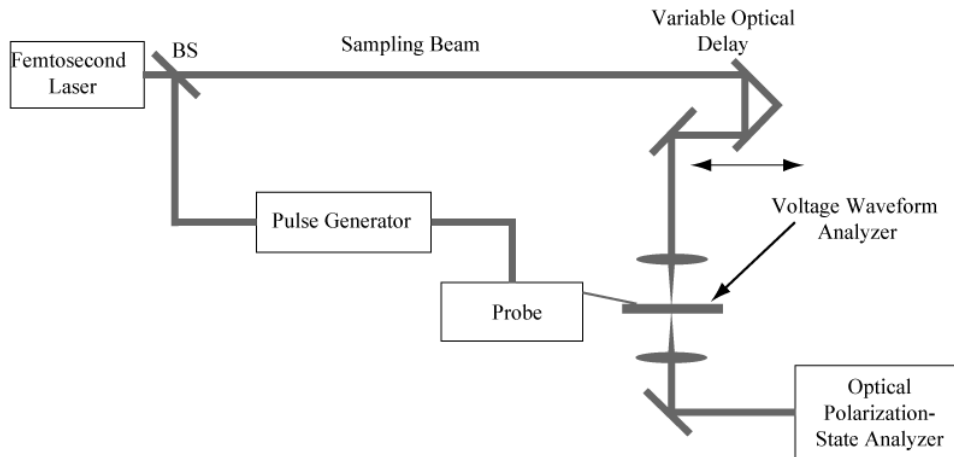 Variable Optical
Delay
BS
Sampling Beam
Femtosecond
Laser
Pulse Generator
Voltage Waveform
Analyzer
Probe
Optical
Polarization-
State Analyzer